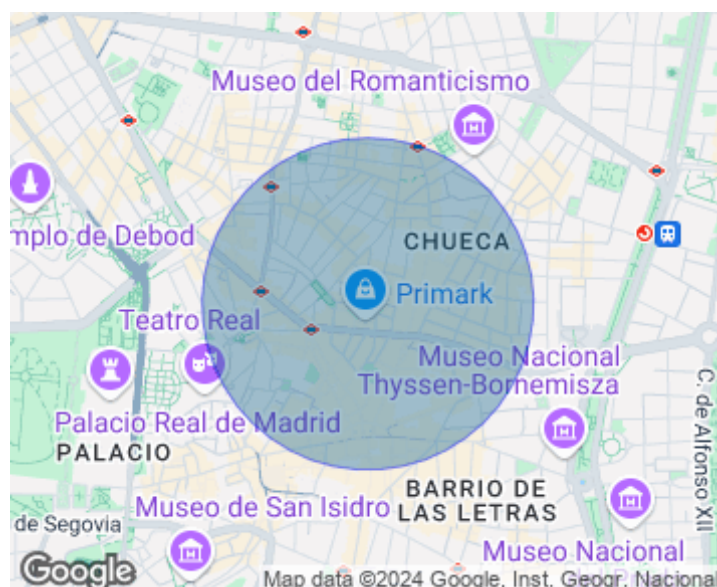 Museo del Romanticismo
mplo de Debod
CHUECA
Primark
Teatro Real
Museo Nacional
Thyssen-Bornemisza
Palacio Real de Madrid
PALACIO
C. de Alfonso XII
BARRIO DE
LAS LETRAS
Museo de San Isidro
de Segovia
Museo Nacional
Google
Map data ©2024 Google, Inst. Geogr. Nacional